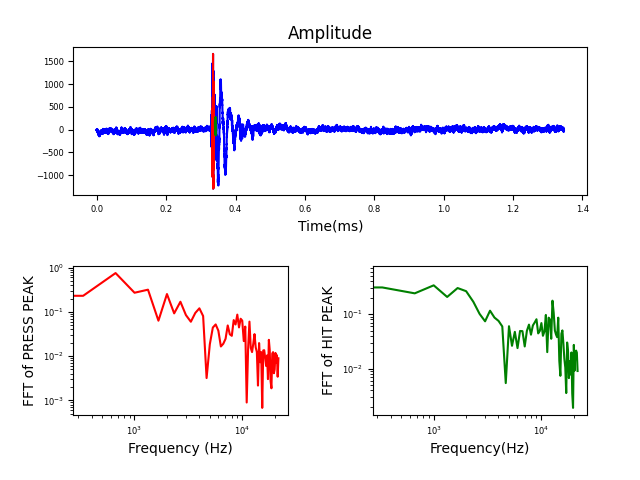 Amplitude
1500
1000
500
0
−500
−1000
0.0 0.2 0.4 0.6 0.8 1.0 1.2 1.4
Time(ms)
FFT of PRESS PEAK
10⁰
10⁻¹
10⁻²
10⁻³
10³ 10⁴
Frequency (Hz)
FFT of HIT PEAK
10⁻¹
10⁻²
10³ 10⁴
Frequency(Hz)